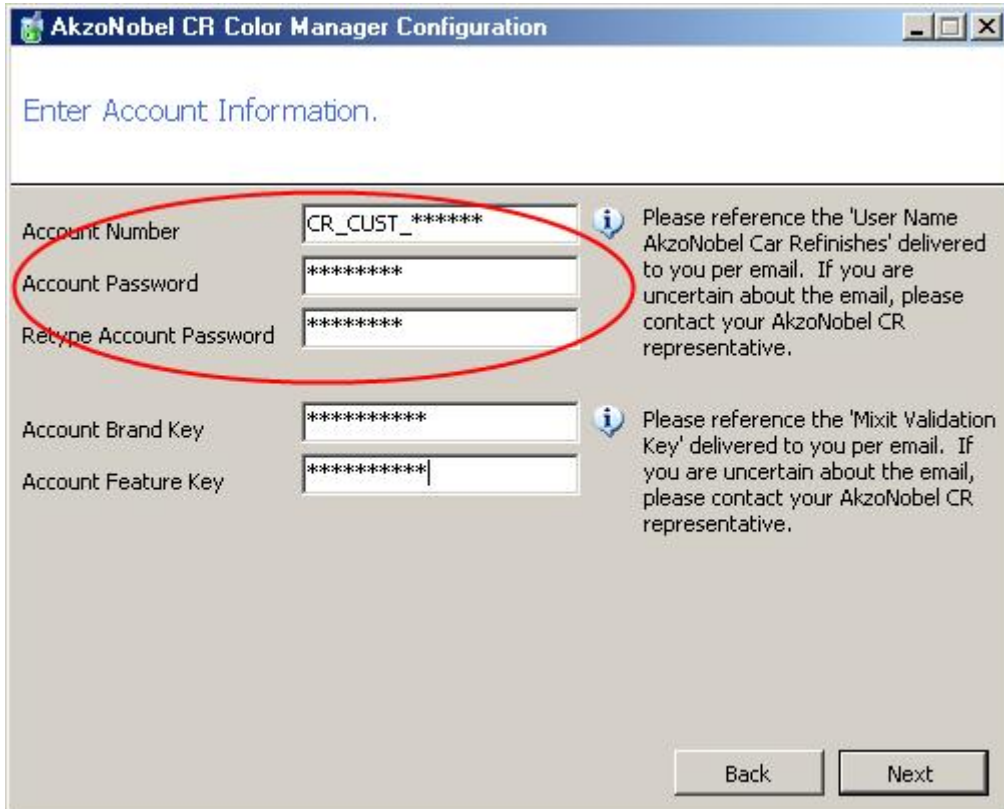 AkzoNobel CR Color Manager Configuration
Enter Account Information.
Account Number
CR_CUST_******
Please reference the 'User Name
AkzoNobel Car Refinishes' delivered
to you per email. If you are
uncertain about the email, please
contact your AkzoNobel CR
representative.
Account Password
********
Retype Account Password
********
Account Brand Key
**********
Please reference the 'Mixit Validation
Key' delivered to you per email. If
you are uncertain about the email,
please contact your AkzoNobel CR
representative.
Account Feature Key
**********
Back
Next